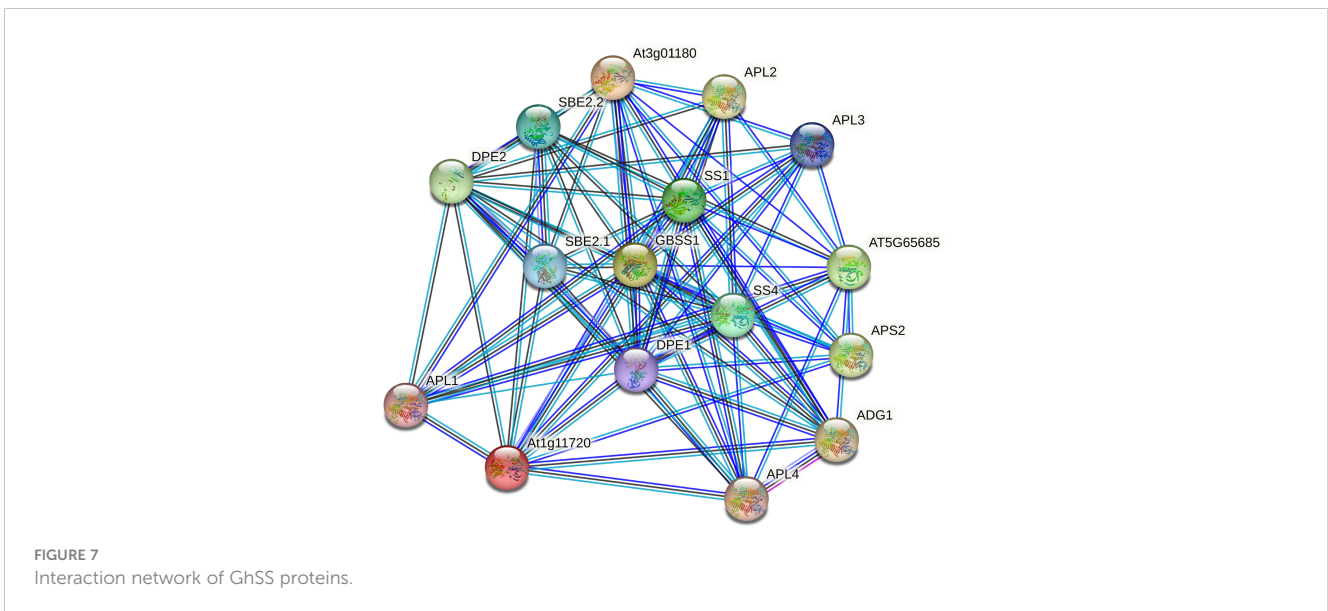 At3g01180
APL2
SBE2.2
APL3
DPE2
SS1
SBE2.1
GBSS1
AT5G65685
SS4
APS2
DPE1
APL1
ADG1
At1g11720
APL4
FIGURE 7
Interaction network of GhSS proteins.